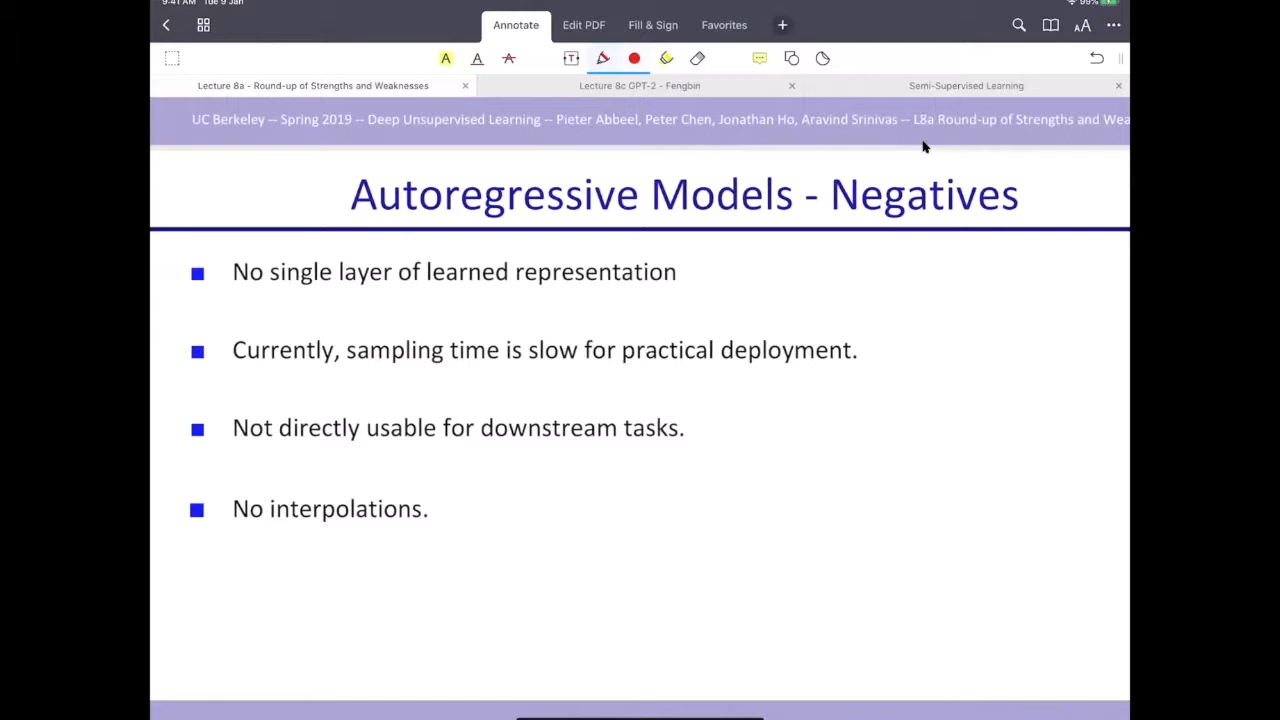 9:41 AM Tue 9 Jan 99%
Annotate Edit PDF Fill & Sign Favorites +
A A A T AA
Lecture 8a - Round-up of Strengths and Weaknesses × Lecture 8c GPT-2 - Fengbin × Semi-Supervised Learning ×
UC Berkeley -- Spring 2019 -- Deep Unsupervised Learning -- Pieter Abbeel, Peter Chen, Jonathan Ho, Aravind Srinivas -- L8a Round-up of Strengths and Wea
Autoregressive Models - Negatives
No single layer of learned representation
Currently, sampling time is slow for practical deployment.
Not directly usable for downstream tasks.
No interpolations.